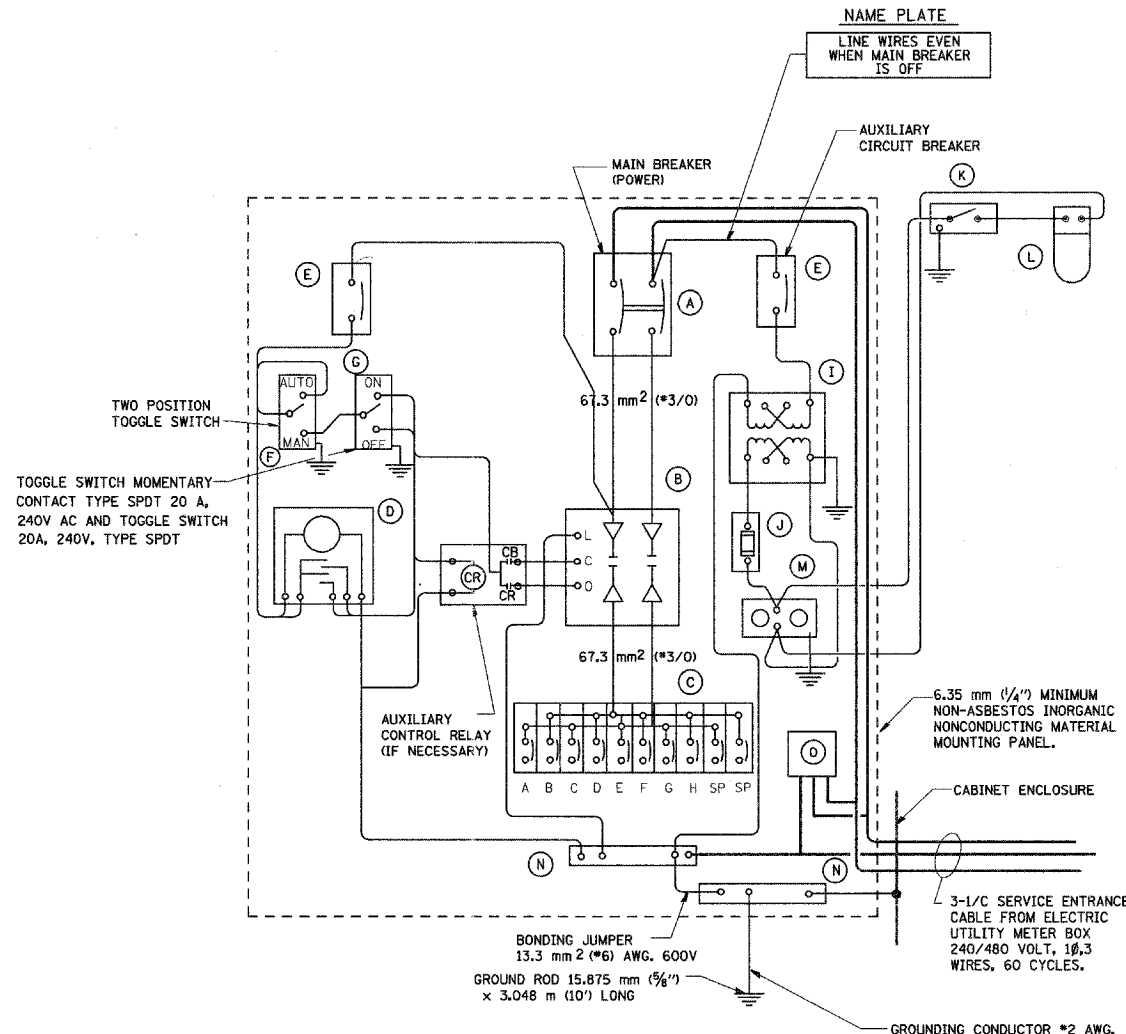 NAME PLATE
LINE WIRES EVEN
WHEN MAIN BREAKER
IS OFF
AUXILIARY
CIRCUIT BREAKER
MAIN BREAKER
(POWER)
K
L
E
A
E
G
I
AUTO
ON
TWO POSITION
TOGGLE SWITCH
MAN
OFF
F
67.3 mm² (#3/0)
TOGGLE SWITCH MOMENTARY
CONTACT TYPE SPDT 20 A,
240V AC AND TOGGLE SWITCH
20A, 240V, TYPE SPDT
D
B
J
L
C
O
CB
CR
CR
M
67.3 mm² (#3/0)
C
AUXILIARY
CONTROL RELAY
(IF NECESSARY)
6.35 mm (1/4") MINIMUM
NON-ASBESTOS INORGANIC
NONCONDUCTING MATERIAL
MOUNTING PANEL.
O
A B C D E F G H SP SP
CABINET ENCLOSURE
N
N
3-1/C SERVICE ENTRANCE
CABLE FROM ELECTRIC
UTILITY METER BOX
240/480 VOLT, 1Ø,3
WIRES, 60 CYCLES.
BONDING JUMPER
13.3 mm² (#6) AWG. 600V
GROUND ROD 15.875 mm (5/8")
x 3.048 m (10') LONG
GROUNDING CONDUCTOR #2 AWG.